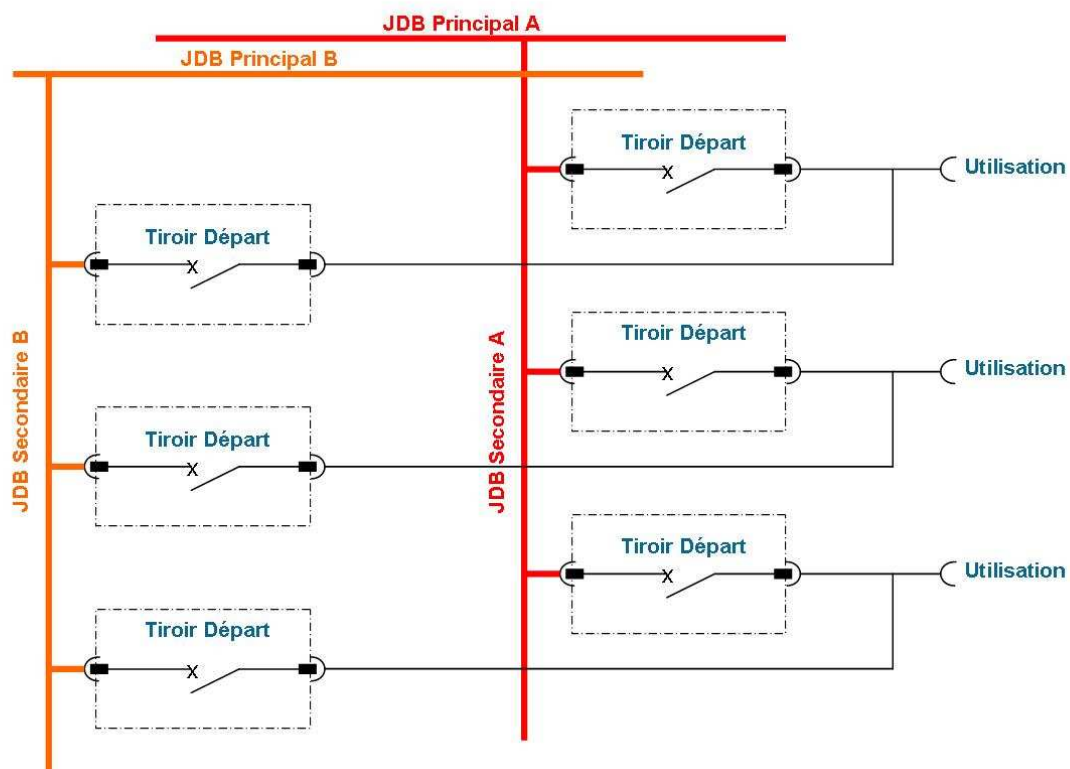 JDB Principal A
JDB Principal B
Tiroir Départ
Utilisation
Tiroir Départ
Tiroir Départ
Utilisation
JDB Secondaire B
JDB Secondaire A
Tiroir Départ
Tiroir Départ
Utilisation
Tiroir Départ